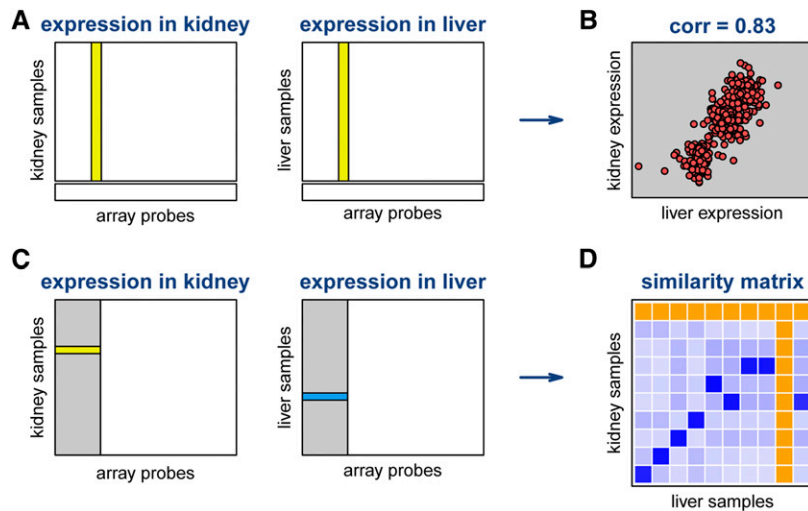 A
expression in kidney
expression in liver
kidney samples
liver samples
array probes
array probes
B
corr = 0.83
kidney expression
liver expression
C
expression in kidney
expression in liver
kidney samples
liver samples
array probes
array probes
D
similarity matrix
kidney samples
liver samples